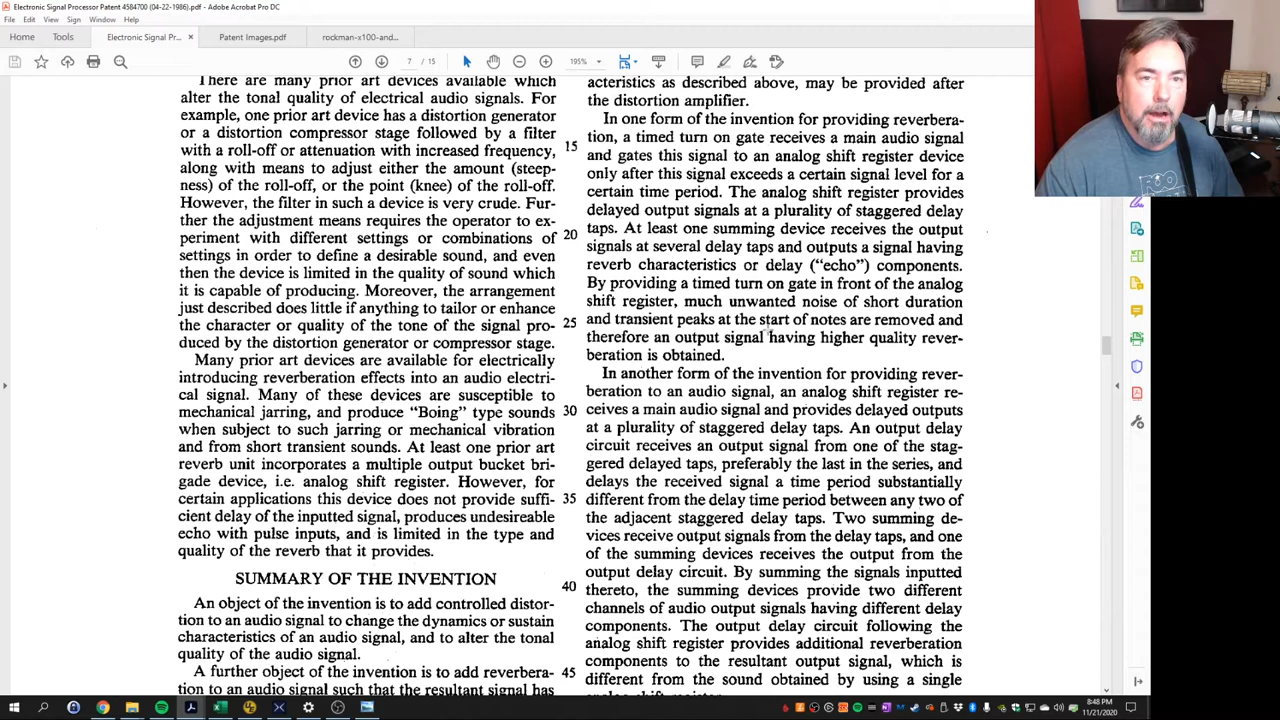 Electronic Signal Processor Patent 4584700 (04-22-1986).pdf - Adobe Acrobat Pro DC
File Edit View Sign Window Help
Home Tools Electronic Signal Pr... × Patent Images.pdf rockman-x100-and...
7 / 15 195%
There are many prior art devices available which
alter the tonal quality of electrical audio signals. For
example, one prior art device has a distortion generator
or a distortion compressor stage followed by a filter
with a roll-off or attenuation with increased frequency,
along with means to adjust either the amount (steep-
ness) of the roll-off, or the point (knee) of the roll-off.
However, the filter in such a device is very crude. Fur-
ther the adjustment means requires the operator to ex-
periment with different settings or combinations of
settings in order to define a desirable sound, and even
then the device is limited in the quality of sound which
it is capable of producing. Moreover, the arrangement
just described does little if anything to tailor or enhance
the character or quality of the tone of the signal pro-
duced by the distortion generator or compressor stage.
Many prior art devices are available for electrically
introducing reverberation effects into an audio electri-
cal signal. Many of these devices are susceptible to
mechanical jarring, and produce "Boing" type sounds
when subject to such jarring or mechanical vibration
and from short transient sounds. At least one prior art
reverb unit incorporates a multiple output bucket bri-
gade device, i.e. analog shift register. However, for
certain applications this device does not provide suffi-
cient delay of the inputted signal, produces undesireable
echo with pulse inputs, and is limited in the type and
quality of the reverb that it provides.
SUMMARY OF THE INVENTION
An object of the invention is to add controlled distor-
tion to an audio signal to change the dynamics or sustain
characteristics of an audio signal, and to alter the tonal
quality of the audio signal.
A further object of the invention is to add reverbera-
tion to an audio signal such that the resultant signal has
15
20
25
30
35
40
45
acteristics as described above, may be provided after
the distortion amplifier.
In one form of the invention for providing reverbera-
tion, a timed turn on gate receives a main audio signal
and gates this signal to an analog shift register device
only after this signal exceeds a certain signal level for a
certain time period. The analog shift register provides
delayed output signals at a plurality of staggered delay
taps. At least one summing device receives the output
signals at several delay taps and outputs a signal having
reverb characteristics or delay ("echo") components.
By providing a timed turn on gate in front of the analog
shift register, much unwanted noise of short duration
and transient peaks at the start of notes are removed and
therefore an output signal having higher quality rever-
beration is obtained.
In another form of the invention for providing rever-
beration to an audio signal, an analog shift register re-
ceives a main audio signal and provides delayed outputs
at a plurality of staggered delay taps. An output delay
circuit receives an output signal from one of the stag-
gered delayed taps, preferably the last in the series, and
delays the received signal a time period substantially
different from the delay time period between any two of
the adjacent staggered delay taps. Two summing de-
vices receive output signals from the delay taps, and one
of the summing devices receives the output from the
output delay circuit. By summing the signals inputted
thereto, the summing devices provide two different
channels of audio output signals having different delay
components. The output delay circuit following the
analog shift register provides additional reverberation
components to the resultant output signal, which is
different from the sound obtained by using a single
analog shift register.
FOO
8:48 PM
11/21/2020